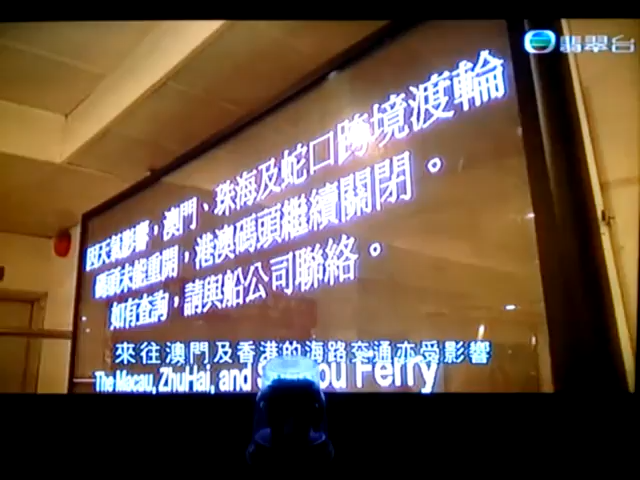 翡翠台
因天氣影響，澳門、珠海及蛇口跨境渡輪
碼頭未能重開，港澳碼頭繼續關閉。
如有查詢，請與船公司聯絡。
來往澳門及香港的海路交通亦受影響
The Macau, ZhuHai, and Ferry